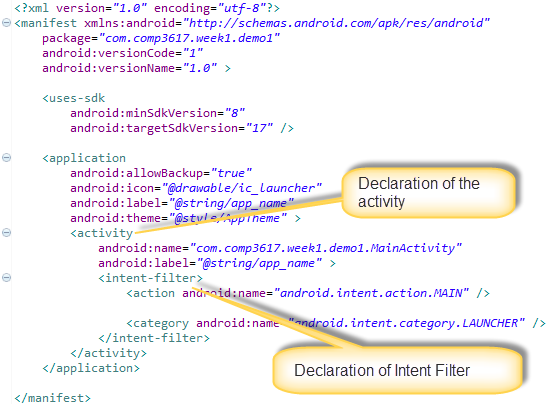 <?xml version="1.0" encoding="utf-8"?>
<manifest xmlns:android="http://schemas.android.com/apk/res/android"
package="com.comp3617.week1.demo1"
android:versionCode="1"
android:versionName="1.0" >
<uses-sdk
android:minSdkVersion="8"
android:targetSdkVersion="17" />
<application
android:allowBackup="true"
android:icon="@drawable/ic_launcher"
android:label="@string/app_name"
android:theme="@style/AppTheme" >
<activity
android:name="com.comp3617.week1.demo1.MainActivity"
android:label="@string/app_name" >
<intent-filter>
<action android:name="android.intent.action.MAIN" />
<category android:name="android.intent.category.LAUNCHER" />
</intent-filter>
</activity>
</application>
</manifest>
Declaration of the
activity
Declaration of Intent Filter